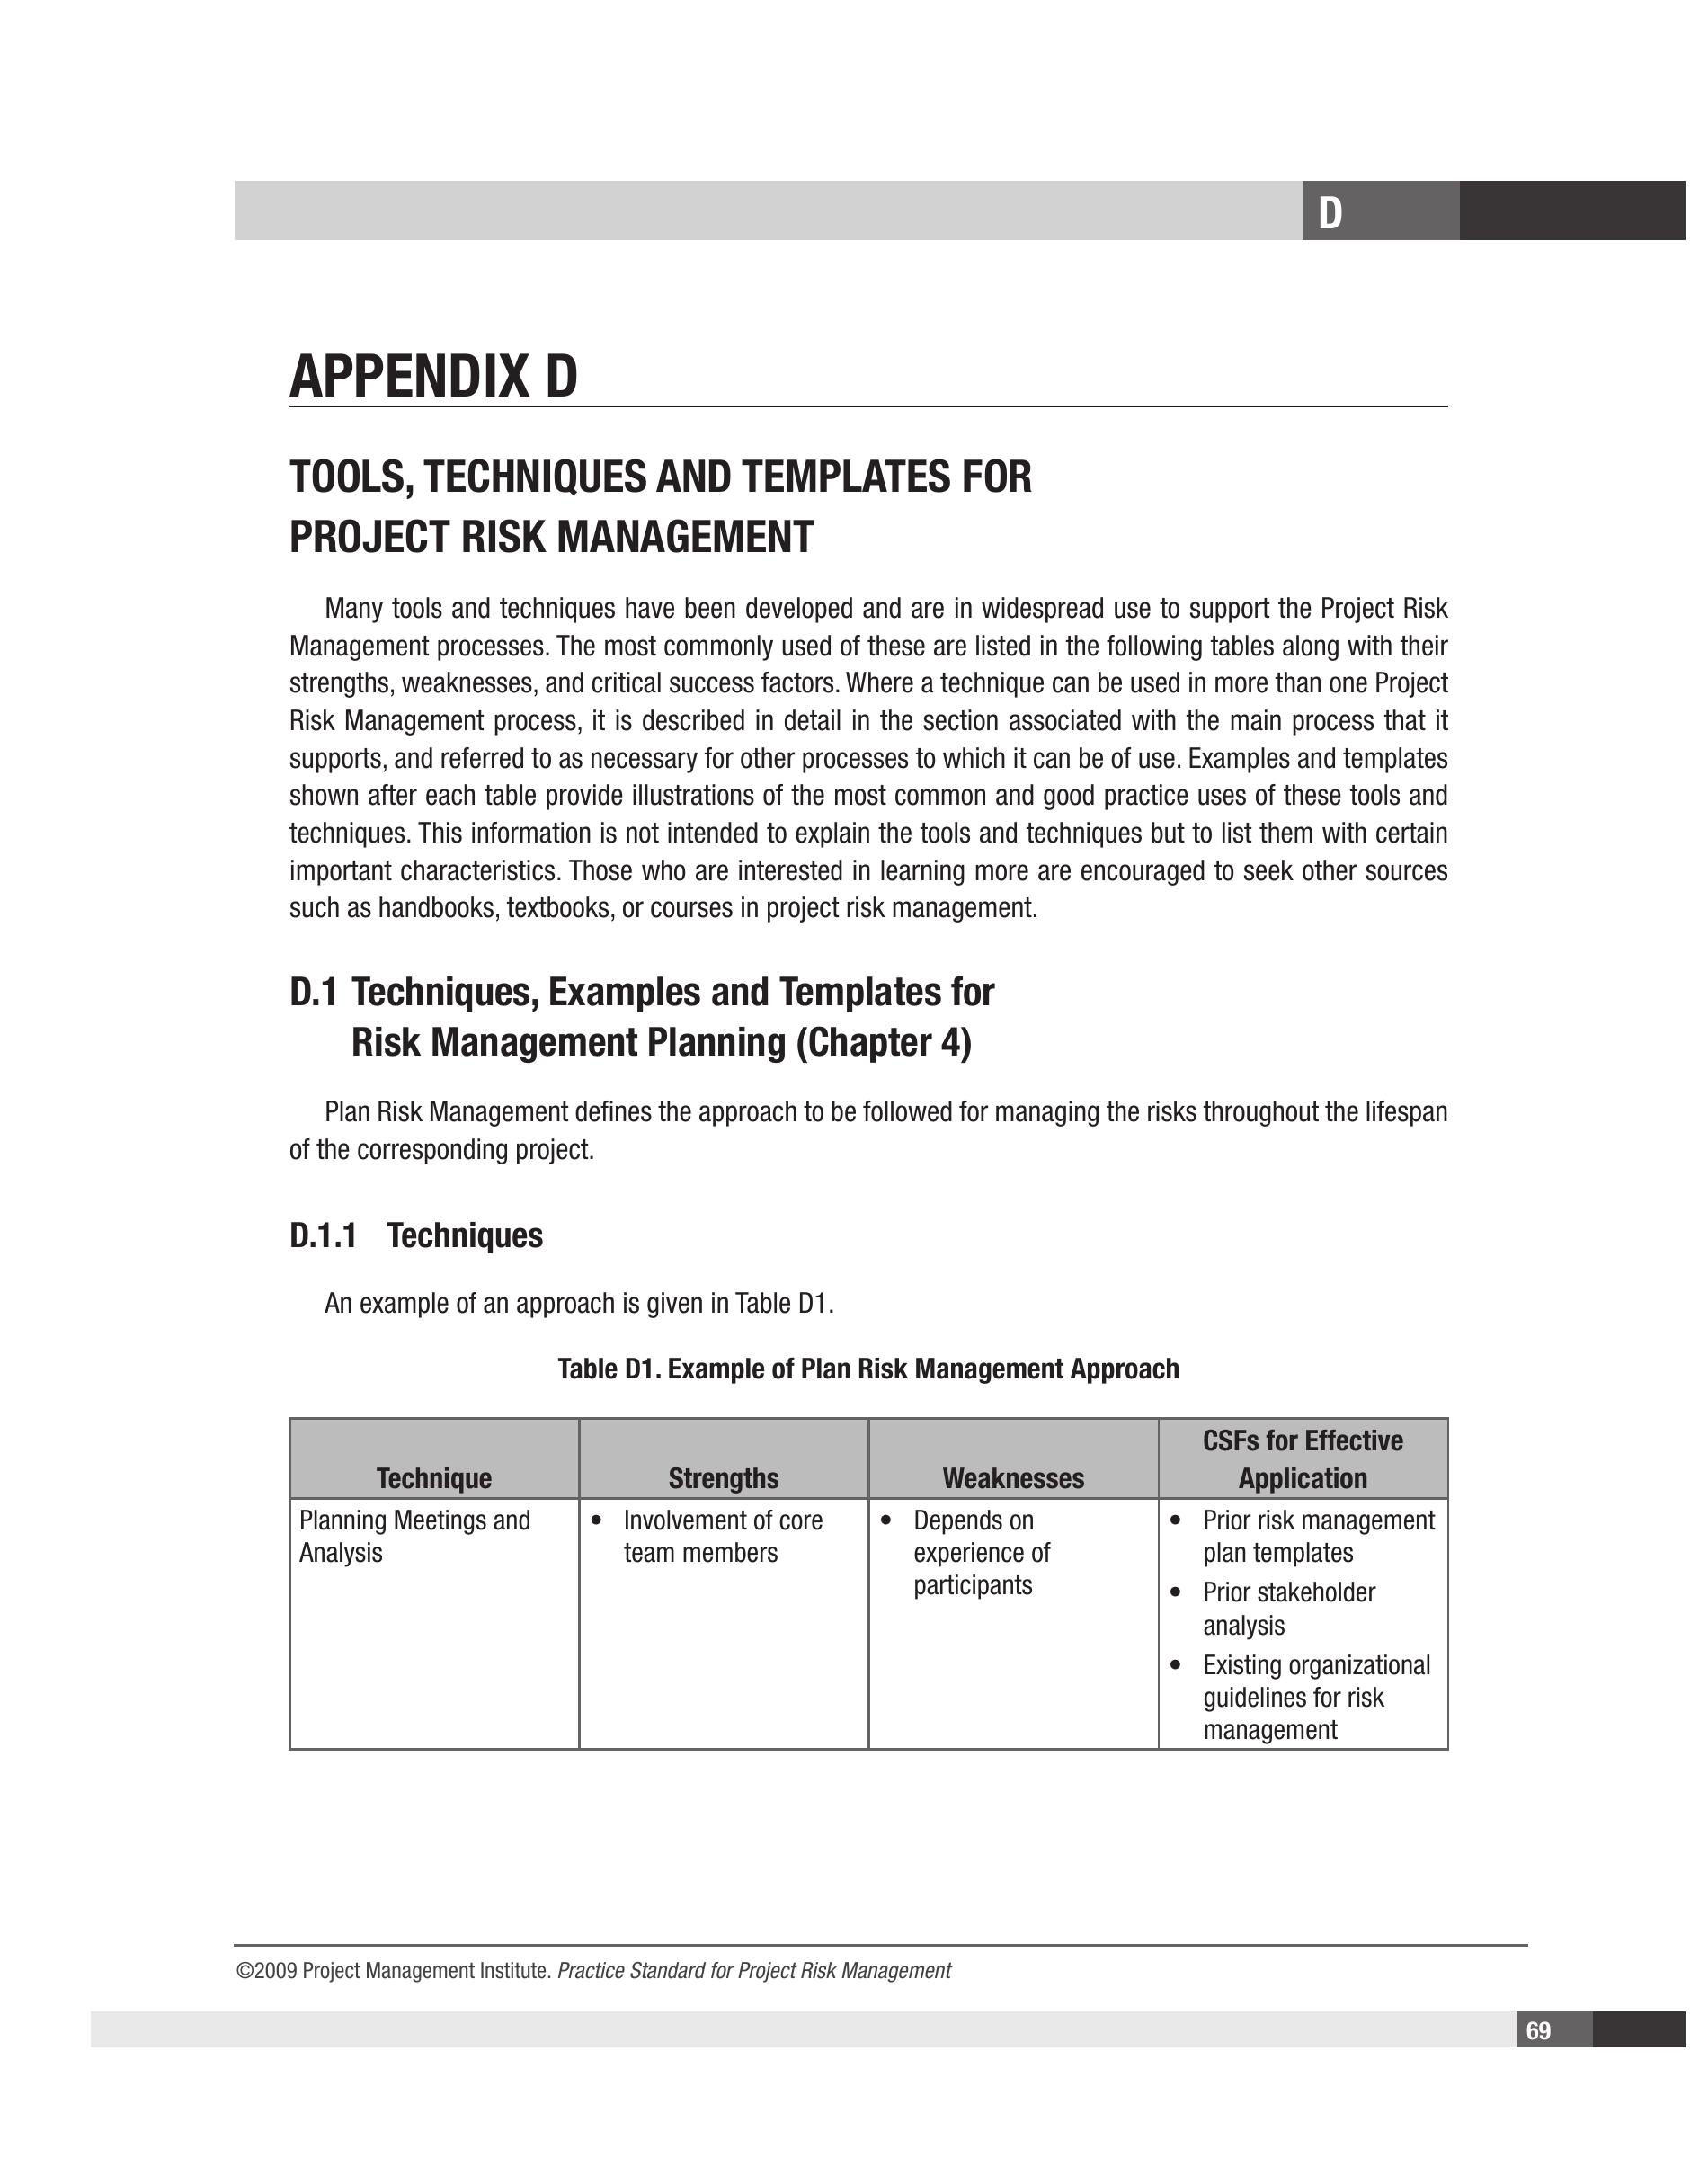 D
APPENDIX D
TOOLS, TECHNIQUES AND TEMPLATES FOR
PROJECT RISK MANAGEMENT
Many tools and techniques have been developed and are in widespread use to support the Project Risk
Management processes. The most commonly used of these are listed in the following tables along with their
strengths, weaknesses, and critical success factors. Where a technique can be used in more than one Project
Risk Management process, it is described in detail in the section associated with the main process that it
supports, and referred to as necessary for other processes to which it can be of use. Examples and templates
shown after each table provide illustrations of the most common and good practice uses of these tools and
techniques. This information is not intended to explain the tools and techniques but to list them with certain
important characteristics. Those who are interested in learning more are encouraged to seek other sources
such as handbooks, textbooks, or courses in project risk management.
D.1 Techniques, Examples and Templates for
Risk Management Planning (Chapter 4)
Plan Risk Management defines the approach to be followed for managing the risks throughout the lifespan
of the corresponding project.
D.1.1 Techniques
An example of an approach is given in Table D1.
Table D1. Example of Plan Risk Management Approach
Technique
Strengths
Weaknesses
CSFs for Effective
Application
Planning Meetings and
Analysis
• Involvement of core
team members
• Depends on
experience of
participants
• Prior risk management
plan templates
• Prior stakeholder
analysis
• Existing organizational
guidelines for risk
management
©2009 Project Management Institute. Practice Standard for Project Risk Management
69